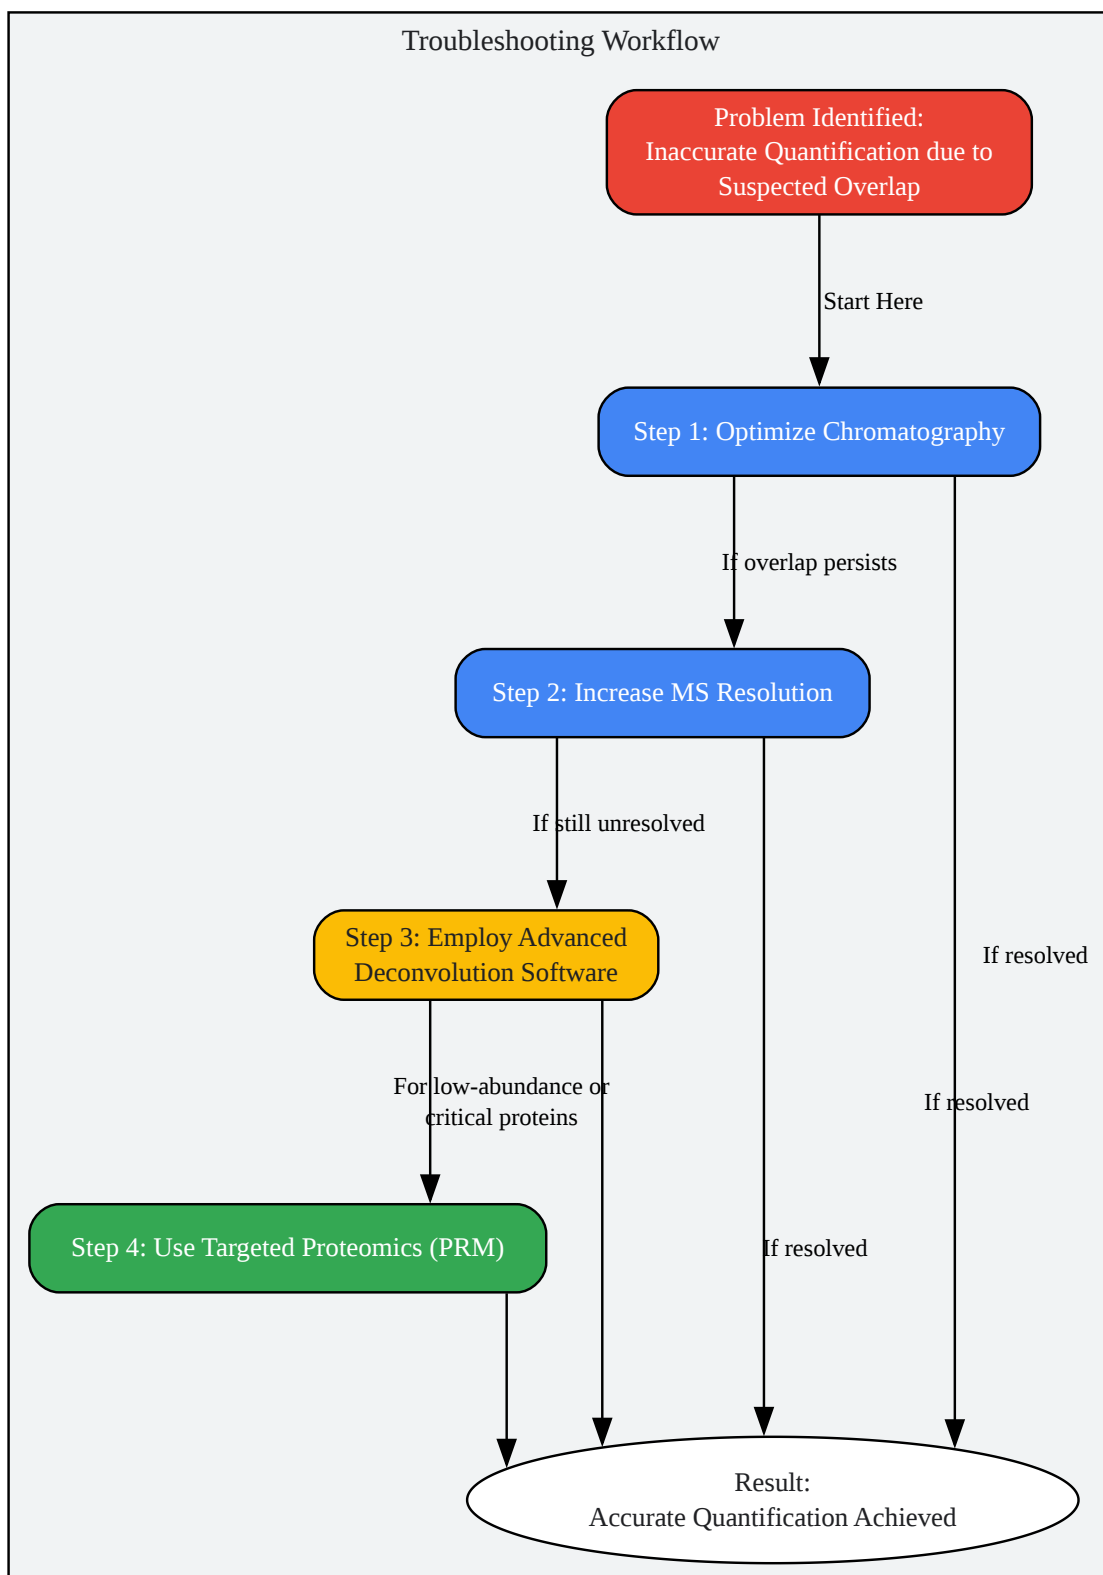 Troubleshooting Workflow
Problem Identified:
Inaccurate Quantification due to
Suspected Overlap
Start Here
Step 1: Optimize Chromatography
If overlap persists
Step 2: Increase MS Resolution
If still unresolved
Step 3: Employ Advanced
Deconvolution Software
If resolved
For low-abundance or
critical proteins
If resolved
Step 4: Use Targeted Proteomics (PRM)
If resolved
Result:
Accurate Quantification Achieved